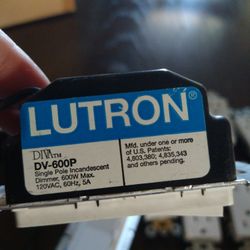 LUTRON®
DIVA™
DV-600P
Single Pole Incandescent
Dimmer, 600W Max.
120VAC, 60Hz, 5A
Mfd. under one or more
of U.S. Patents:
4,803,380; 4,835,343
and others pending.